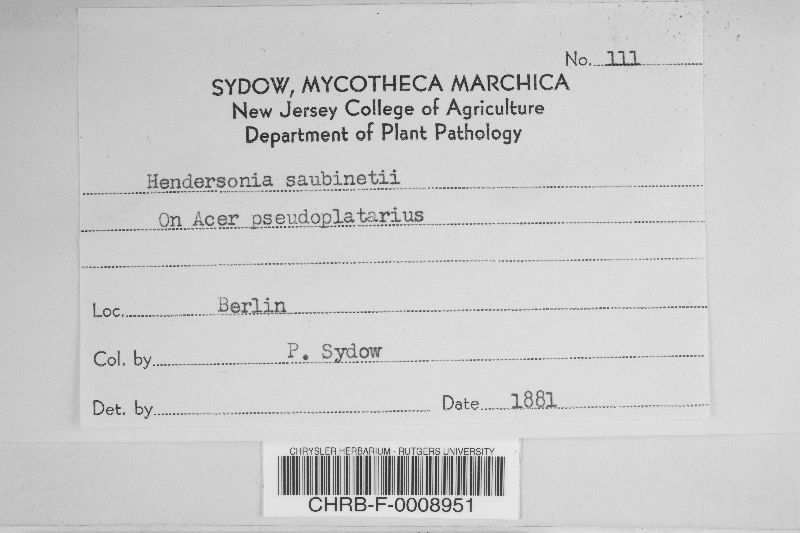 No. 111
SYDOW, MYCOTHECA MARCHICA
New Jersey College of Agriculture
Department of Plant Pathology
Hendersonia saubinetii
On Acer pseudoplatarius
Loc. Berlin
Col. by P. Sydow
Det. by Date 1881
CHRYSLER HERBARIUM - RUTGERS UNIVERSITY
CHRB-F-0008951